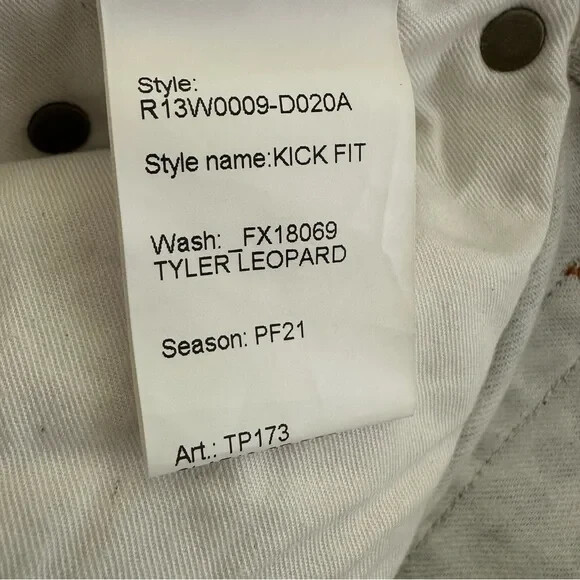 Style:
R13W0009-D020A
Style name:KICK FIT
Wash: _FX18069
TYLER LEOPARD
Season: PF21
Art.: TP173